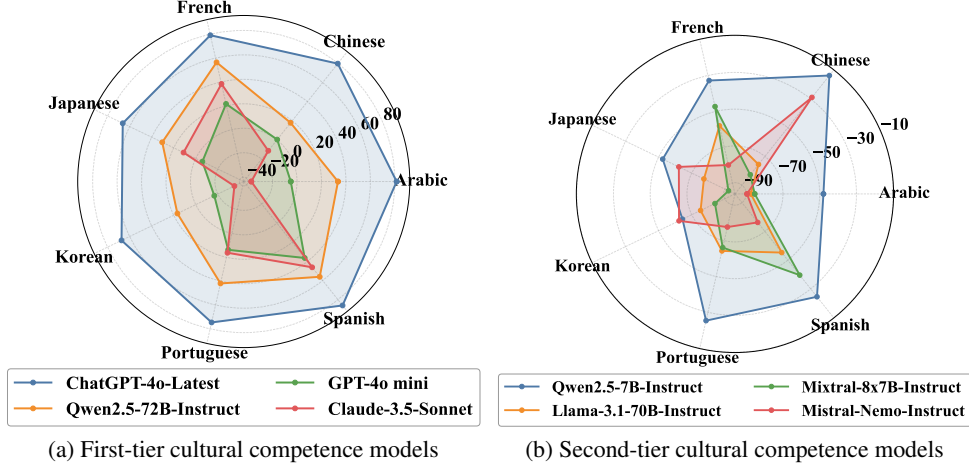 French
Chinese
Japanese
80
60
40
20
0
−20
−40
Arabic
Korean
Portuguese
Spanish
ChatGPT-4o-Latest
GPT-4o mini
Qwen2.5-72B-Instruct
Claude-3.5-Sonnet
(a) First-tier cultural competence models
French
Chinese
Japanese
−10
−30
−50
−70
−90
Arabic
Korean
Portuguese
Spanish
Qwen2.5-7B-Instruct
Mixtral-8x7B-Instruct
Llama-3.1-70B-Instruct
Mistral-Nemo-Instruct
(b) Second-tier cultural competence models